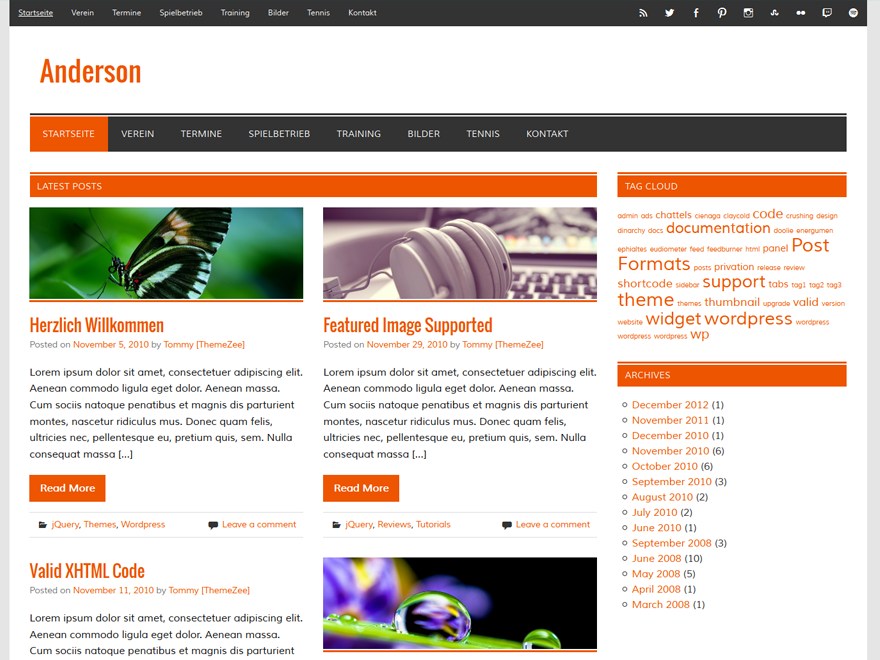 Startseite Verein Termine Spielbetrieb Training Bilder Tennis Kontakt
Anderson
STARTSEITE VEREIN TERMINE SPIELBETRIEB TRAINING BILDER TENNIS KONTAKT
LATEST POSTS
Herzlich Willkommen
Posted on November 5, 2010 by Tommy [ThemeZee]
Lorem ipsum dolor sit amet, consectetuer adipiscing elit.
Aenean commodo ligula eget dolor. Aenean massa.
Cum sociis natoque penatibus et magnis dis parturient
montes, nascetur ridiculus mus. Donec quam felis,
ultricies nec, pellentesque eu, pretium quis, sem. Nulla
consequat massa [...]
Read More
jQuery, Themes, Wordpress Leave a comment
Featured Image Supported
Posted on November 29, 2010 by Tommy [ThemeZee]
Lorem ipsum dolor sit amet, consectetuer adipiscing elit.
Aenean commodo ligula eget dolor. Aenean massa.
Cum sociis natoque penatibus et magnis dis parturient
montes, nascetur ridiculus mus. Donec quam felis,
ultricies nec, pellentesque eu, pretium quis, sem. Nulla
consequat massa [...]
Read More
jQuery, Reviews, Tutorials Leave a comment
Valid XHTML Code
Posted on November 11, 2010 by Tommy [ThemeZee]
Lorem ipsum dolor sit amet, consectetuer adipiscing elit.
Aenean commodo ligula eget dolor. Aenean massa.
Cum sociis natoque penatibus et magnis dis parturient
TAG CLOUD
admin ads chattels cienaga claycold code crushing design
dinarchy docs documentation doolie energumen
ephialtes eudiometer feed feedburner html panel Post
Formats posts privation release review
shortcode sidebar support tabs tag1 tag2 tag3
theme themes thumbnail upgrade valid version
website widget wordpress wordpress
wordpress wordpress wp
ARCHIVES
December 2012 (1)
November 2011 (1)
December 2010 (1)
November 2010 (6)
October 2010 (6)
September 2010 (3)
August 2010 (2)
July 2010 (2)
June 2010 (1)
September 2008 (3)
June 2008 (10)
May 2008 (5)
April 2008 (1)
March 2008 (1)